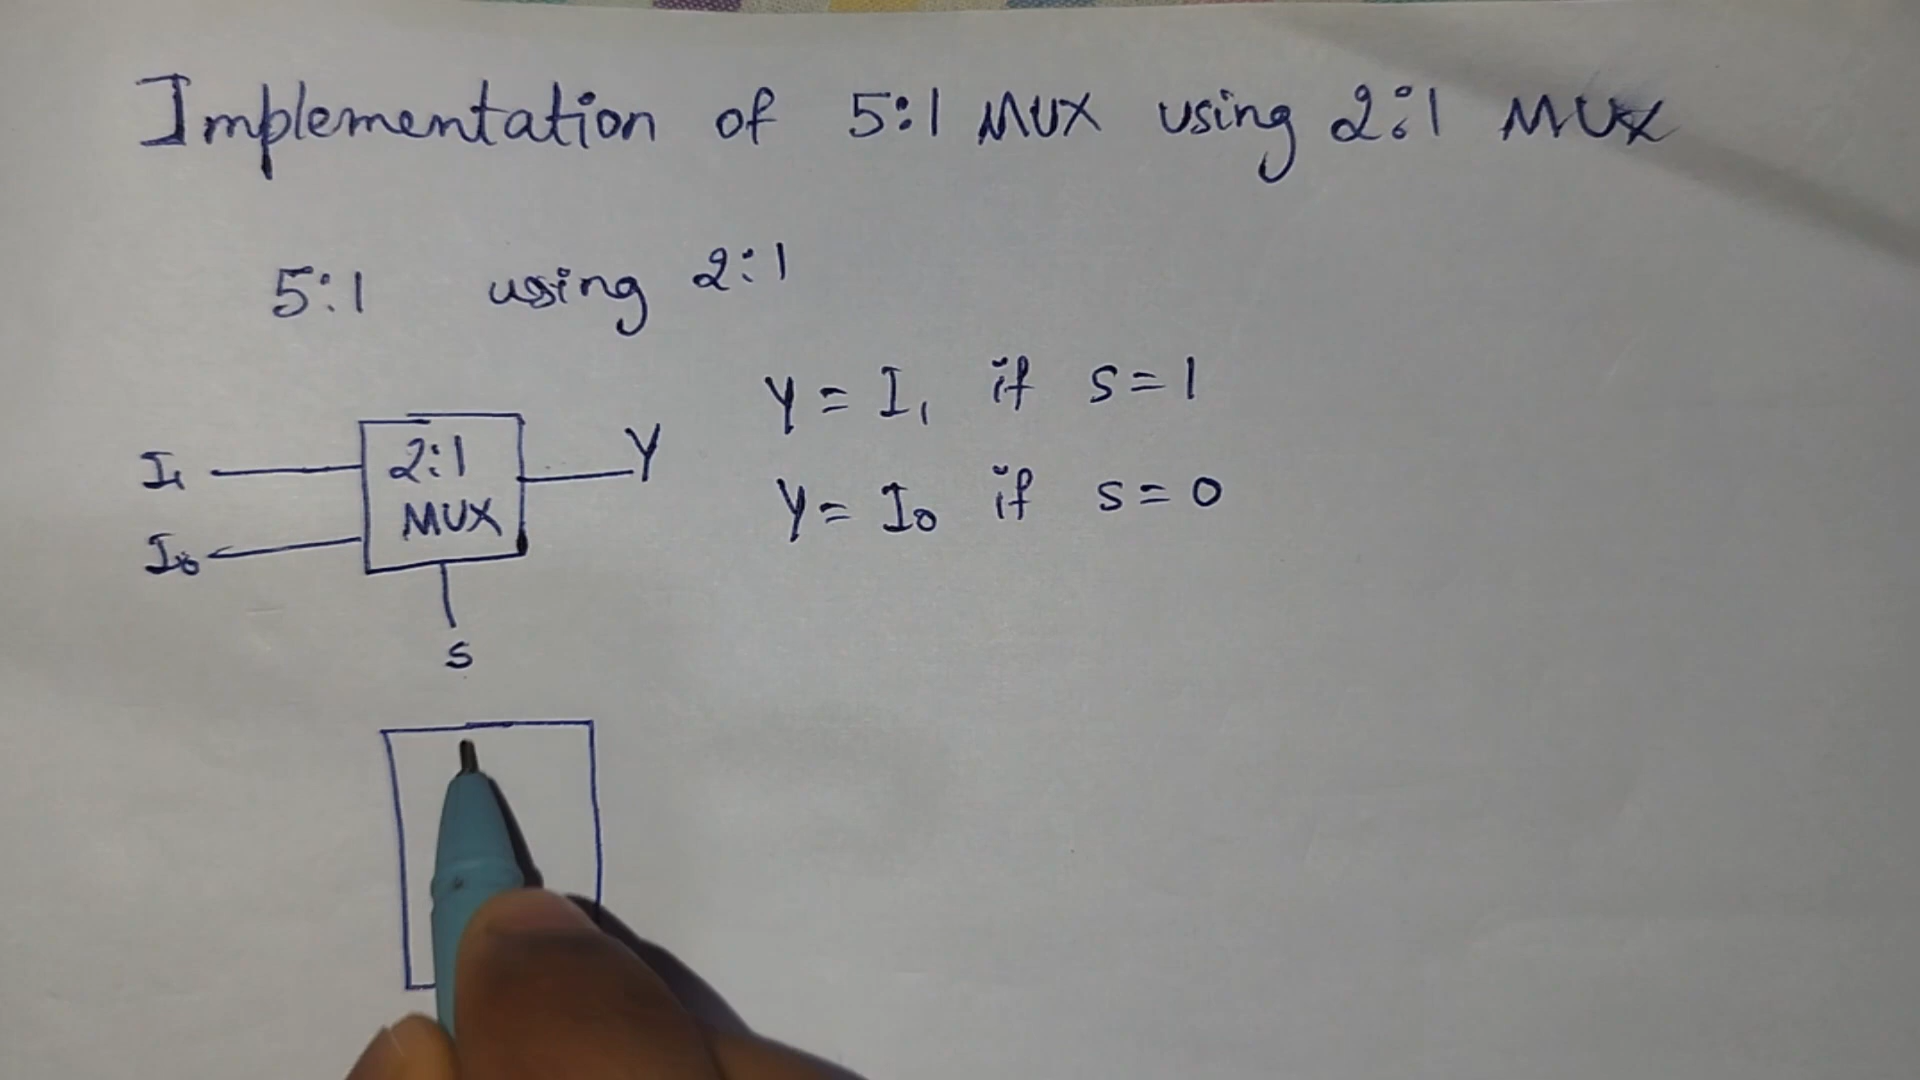 Implementation of 5:1 MUX using 2:1 MUX
5:1 using 2:1
Y = I₁ if S = 1
I₁ 2:1 MUX Y
Y = I₀ if S = 0
I₀
S